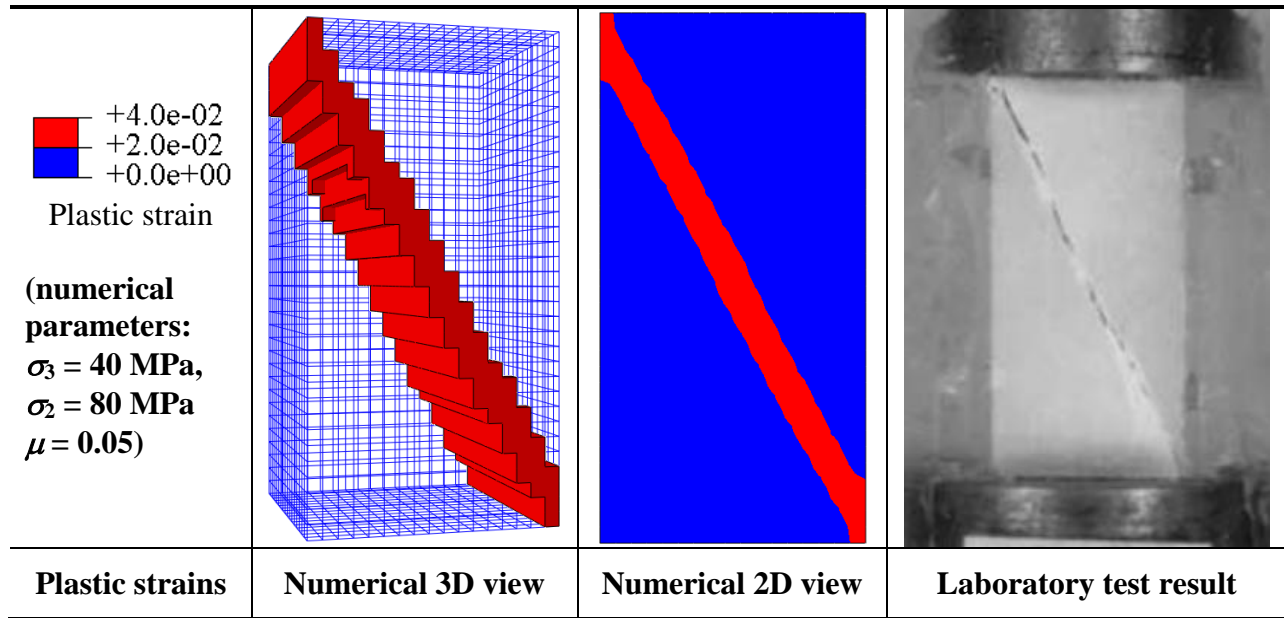 +4.0e-02
+2.0e-02
+0.0e+00
Plastic strain
(numerical
parameters:
σ₃ = 40 MPa,
σ₂ = 80 MPa
μ = 0.05)
Plastic strains
Numerical 3D view
Numerical 2D view
Laboratory test result